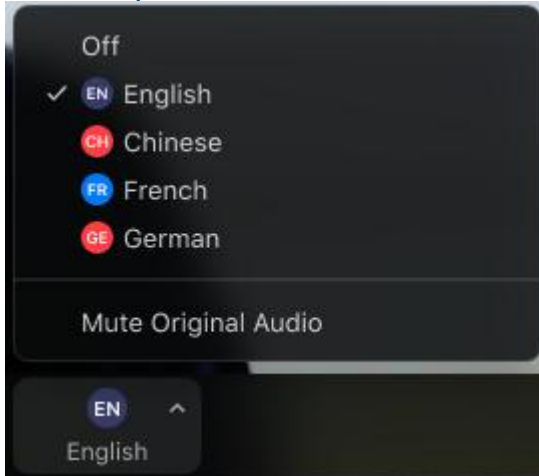 Off
EN English
CH Chinese
FR French
GE German
Mute Original Audio
EN
English